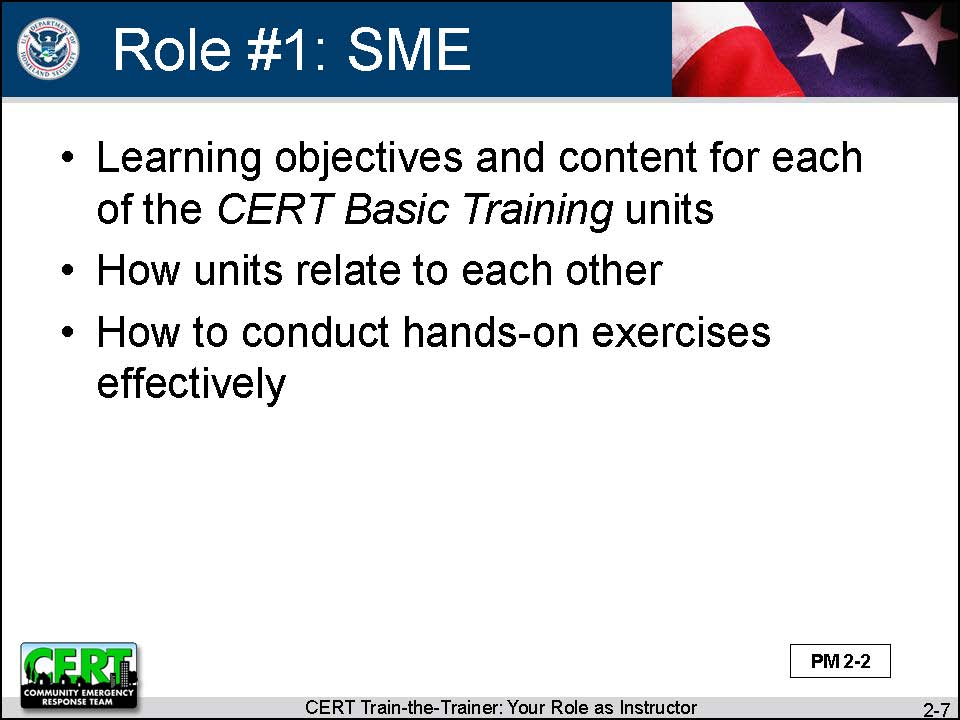 U.S. DEPARTMENT OF
HOMELAND SECURITY
Role #1: SME
• Learning objectives and content for each
of the CERT Basic Training units
• How units relate to each other
• How to conduct hands-on exercises
effectively
CERT
COMMUNITY EMERGENCY
RESPONSE TEAM
PM 2-2
CERT Train-the-Trainer: Your Role as Instructor
2-7